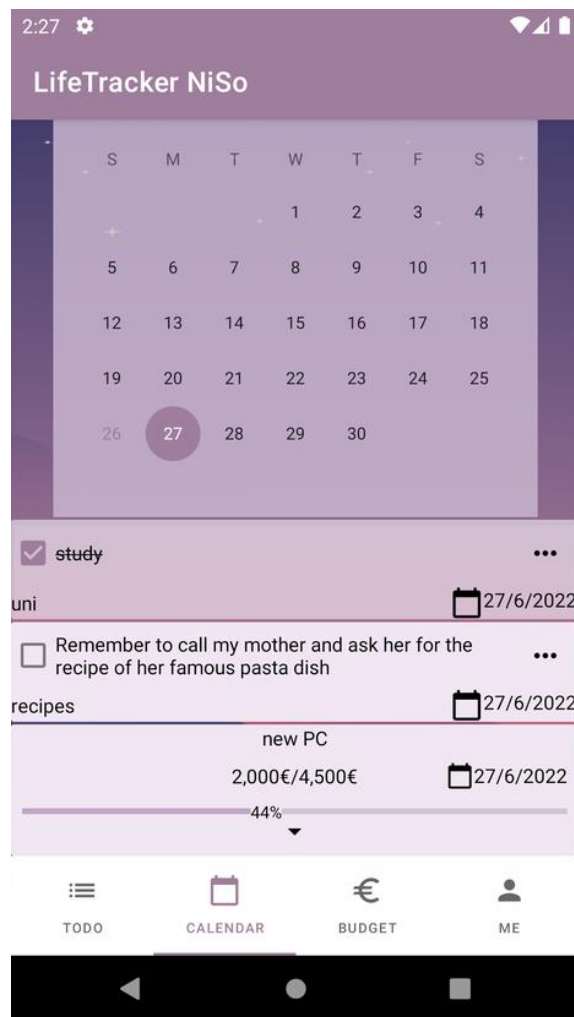 2:27
LifeTracker NiSo
S M T W T F S
1 2 3 4
5 6 7 8 9 10 11
12 13 14 15 16 17 18
19 20 21 22 23 24 25
26 27 28 29 30
study
uni 27/6/2022
Remember to call my mother and ask her for the
recipe of her famous pasta dish
recipes 27/6/2022
new PC
2,000€/4,500€ 27/6/2022
44%
TODO CALENDAR BUDGET ME